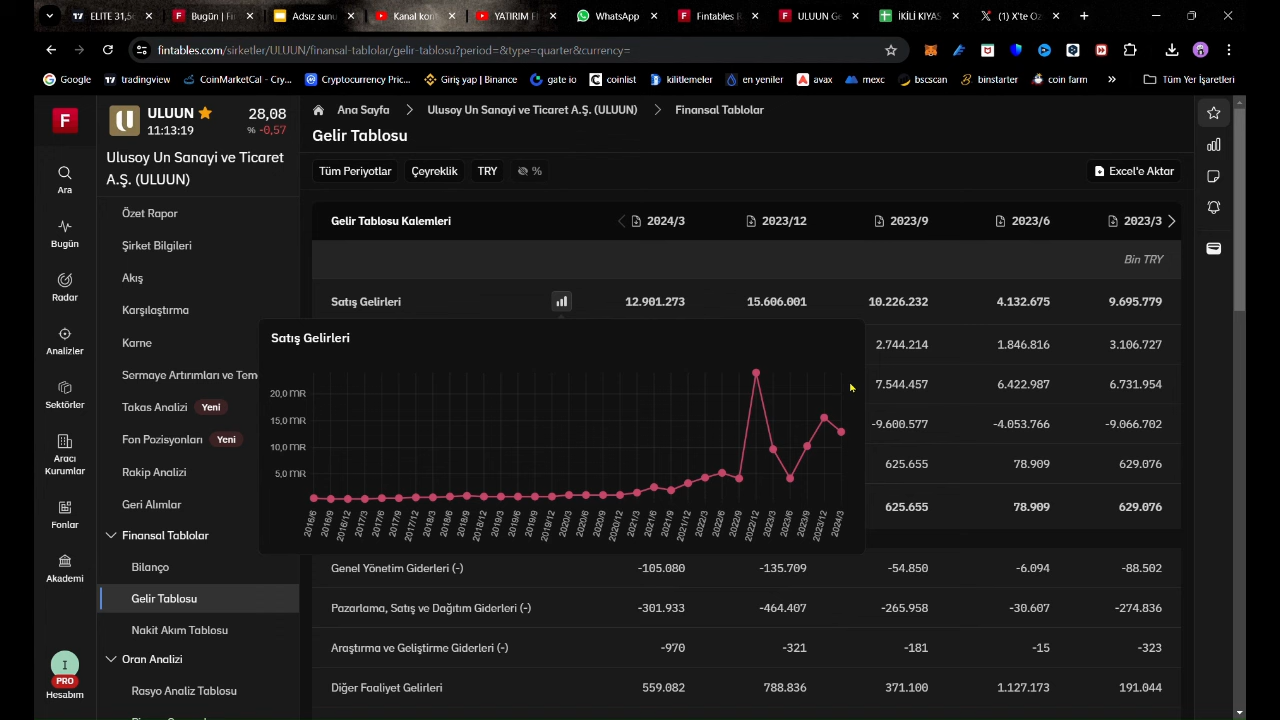 ELITE 31,5
Bugün | Fi
Adsız sunu
Kanal kon
YATIRIM F
WhatsApp
Fintables R
ULUUN Ge
İKİLİ KIYAS
(1) X'te Öz
fintables.com/sirketler/ULUUN/finansal-tablolar/gelir-tablosu?period=&type=quarter&currency=
Google
tradingview
CoinMarketCal - Cry...
Cryptocurrency Pric...
Giriş yap | Binance
gate io
coinlist
kilitlemeler
en yeniler
avax
mexc
bscscan
binstarter
coin farm
Tüm Yer İşaretleri
F
Ara
Bugün
Radar
Analizler
Sektörler
Aracı
Kurumlar
Fonlar
Akademi
I
PRO
Hesabım
ULUUN
28,08
11:13:19
% -0,57
Ulusoy Un Sanayi ve Ticaret
A.Ş. (ULUUN)
Özet Rapor
Şirket Bilgileri
Akış
Karşılaştırma
Karne
Sermaye Artırımları ve Tem
Takas Analizi Yeni
Fon Pozisyonları Yeni
Rakip Analizi
Geri Alımlar
Finansal Tablolar
Bilanço
Gelir Tablosu
Nakit Akım Tablosu
Oran Analizi
Rasyo Analiz Tablosu
Ana Sayfa
Ulusoy Un Sanayi ve Ticaret A.Ş. (ULUUN)
Finansal Tablolar
Gelir Tablosu
Tüm Periyotlar
Çeyreklik
TRY
%
Excel'e Aktar
Gelir Tablosu Kalemleri 2024/3 2023/12 2023/9 2023/6 2023/3
Bin TRY
Satış Gelirleri 12.901.273 15.606.001 10.226.232 4.132.675 9.695.779
2.744.214 1.846.816 3.106.727
7.544.457 6.422.987 6.731.954
-9.600.577 -4.053.766 -9.066.702
625.655 78.909 629.076
625.655 78.909 629.076
Satış Gelirleri
20,0 MR
15,0 MR
10,0 MR
5,0 MR
2016/6 2016/9 2016/12 2017/3 2017/6 2017/9 2017/12 2018/3 2018/6 2018/9 2018/12 2019/3 2019/6 2019/9 2019/12 2020/3 2020/6 2020/9 2020/12 2021/3 2021/6 2021/9 2021/12 2022/3 2022/6 2022/9 2022/12 2023/3 2023/6 2023/9 2023/12 2024/3
Genel Yönetim Giderleri (-) -105.080 -135.709 -54.850 -6.094 -88.502
Pazarlama, Satış ve Dağıtım Giderleri (-) -301.933 -464.407 -265.958 -30.607 -274.836
Araştırma ve Geliştirme Giderleri (-) -970 -321 -181 -15 -323
Diğer Faaliyet Gelirleri 559.082 788.836 371.100 1.127.173 191.044